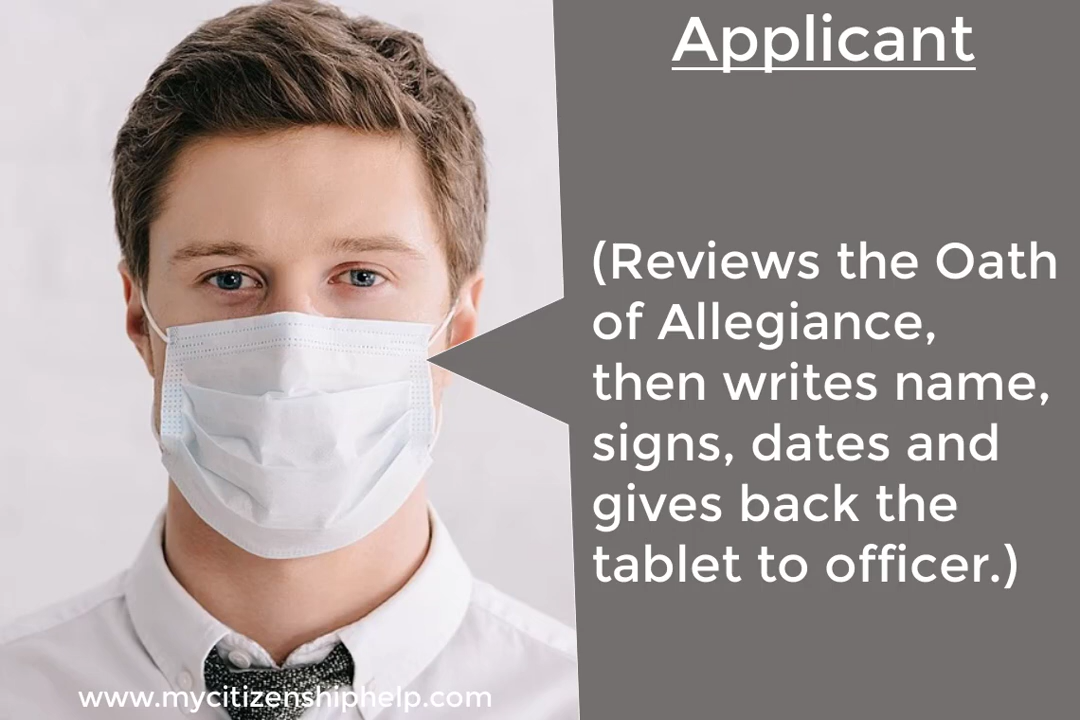 Applicant
(Reviews the Oath
of Allegiance,
then writes name,
signs, dates and
gives back the
tablet to officer.)
www.mycitizenshiphelp.com